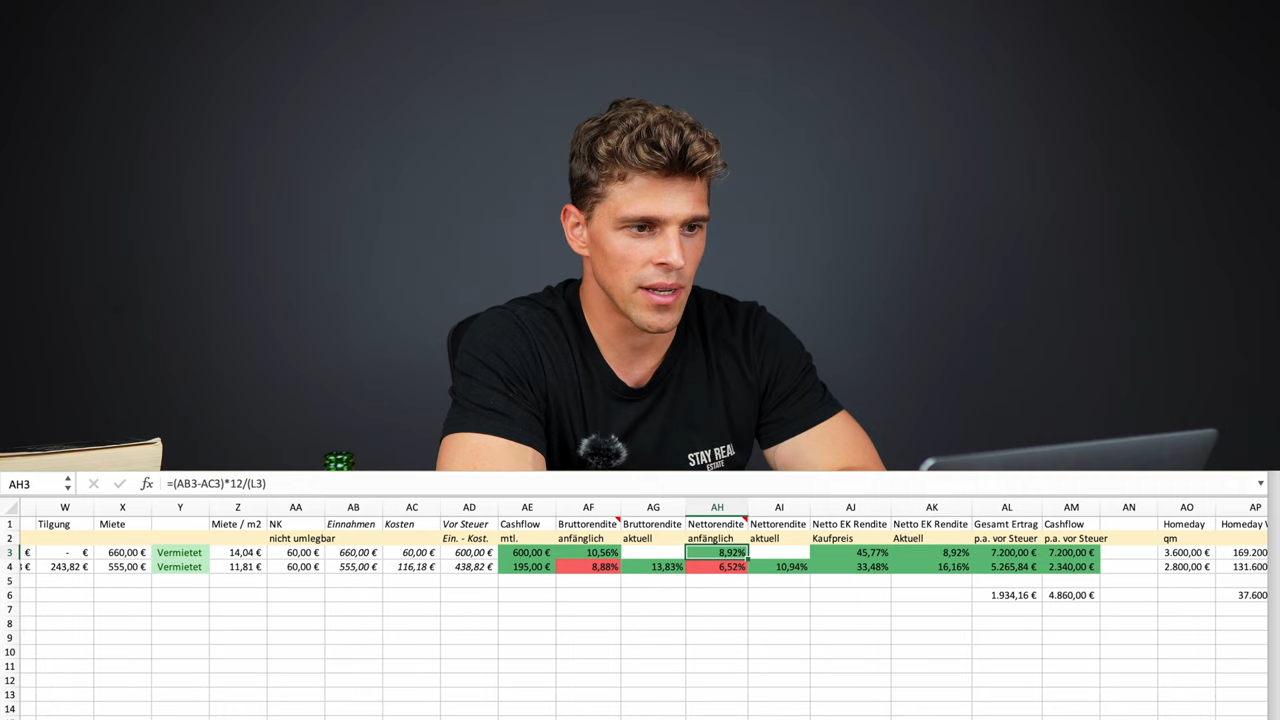 STAY REAL
ESTATE
AH3 fx =(AB3-AC3)*12/(L3)
W X Y Z AA AB AC AD AE AF AG AH AI AJ AK AL AM AN AO AP
1 Tilgung Miete Miete / m2 NK Einnahmen Kosten Vor Steuer Cashflow Bruttorendite Bruttorendite Nettorendite Nettorendite Netto EK Rendite Netto EK Rendite Gesamt Ertrag Cashflow Homeday Homeday
2 nicht umlegbar Ein. - Kost. mtl. anfänglich aktuell anfänglich aktuell Kaufpreis Aktuell p.a. vor Steuer p.a. vor Steuer qm
3 € - € 660,00 € Vermietet 14,04 € 60,00 € 660,00 € 60,00 € 600,00 € 600,00 € 10,56% 8,92% 45,77% 8,92% 7.200,00 € 7.200,00 € 3.600,00 € 169.200
4 € 243,82 € 555,00 € Vermietet 11,81 € 60,00 € 555,00 € 116,18 € 438,82 € 195,00 € 8,88% 13,83% 6,52% 10,94% 33,48% 16,16% 5.265,84 € 2.340,00 € 2.800,00 € 131.600
5
6 1.934,16 € 4.860,00 € 37.600
7
8
9
10
11
12
13
14